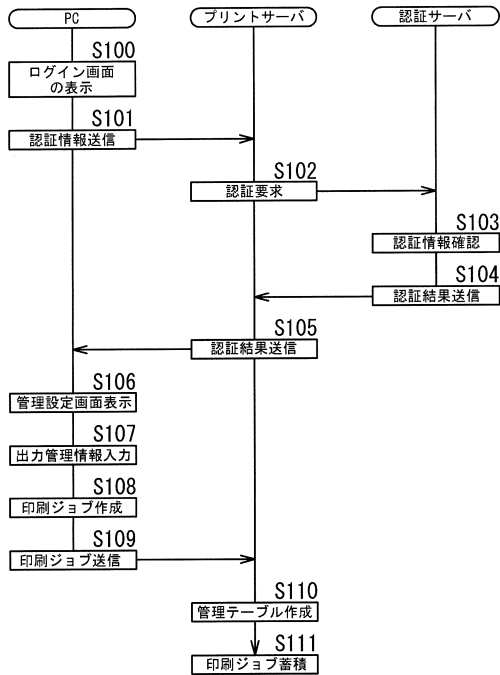 PC
プリントサーバ
認証サーバ
S100
ログイン画面
の表示
S101
認証情報送信
S102
認証要求
S103
認証情報確認
S104
認証結果送信
S105
認証結果送信
S106
管理設定画面表示
S107
出力管理情報入力
S108
印刷ジョブ作成
S109
印刷ジョブ送信
S110
管理テーブル作成
S111
印刷ジョブ蓄積